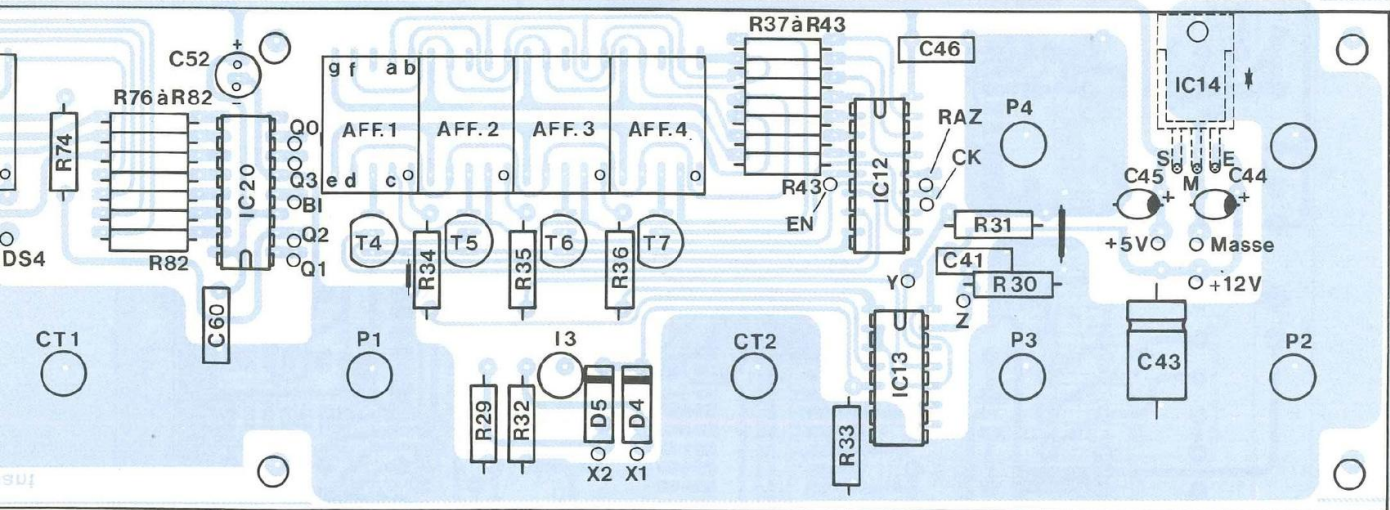 R37àR43
C46
C52
+
-
g f a b
IC14
R76àR82
P4
RAZ
R74
Q0
AFF.1 AFF.2 AFF.3 AFF.4
CK
IC20
IC12
S E
M
Q3
e d c
R43
C45 +
C44 +
BI
EN
R31
DS4
Q2
T4 T5 T6 T7
+5V
Masse
R82
Q1
R34
R35
R36
C41
R30
Y
+12V
Z
C60
CT1
P1
I3
CT2
IC13
P3
C43
P2
R29
R32
D5
D4
R33
X2 X1